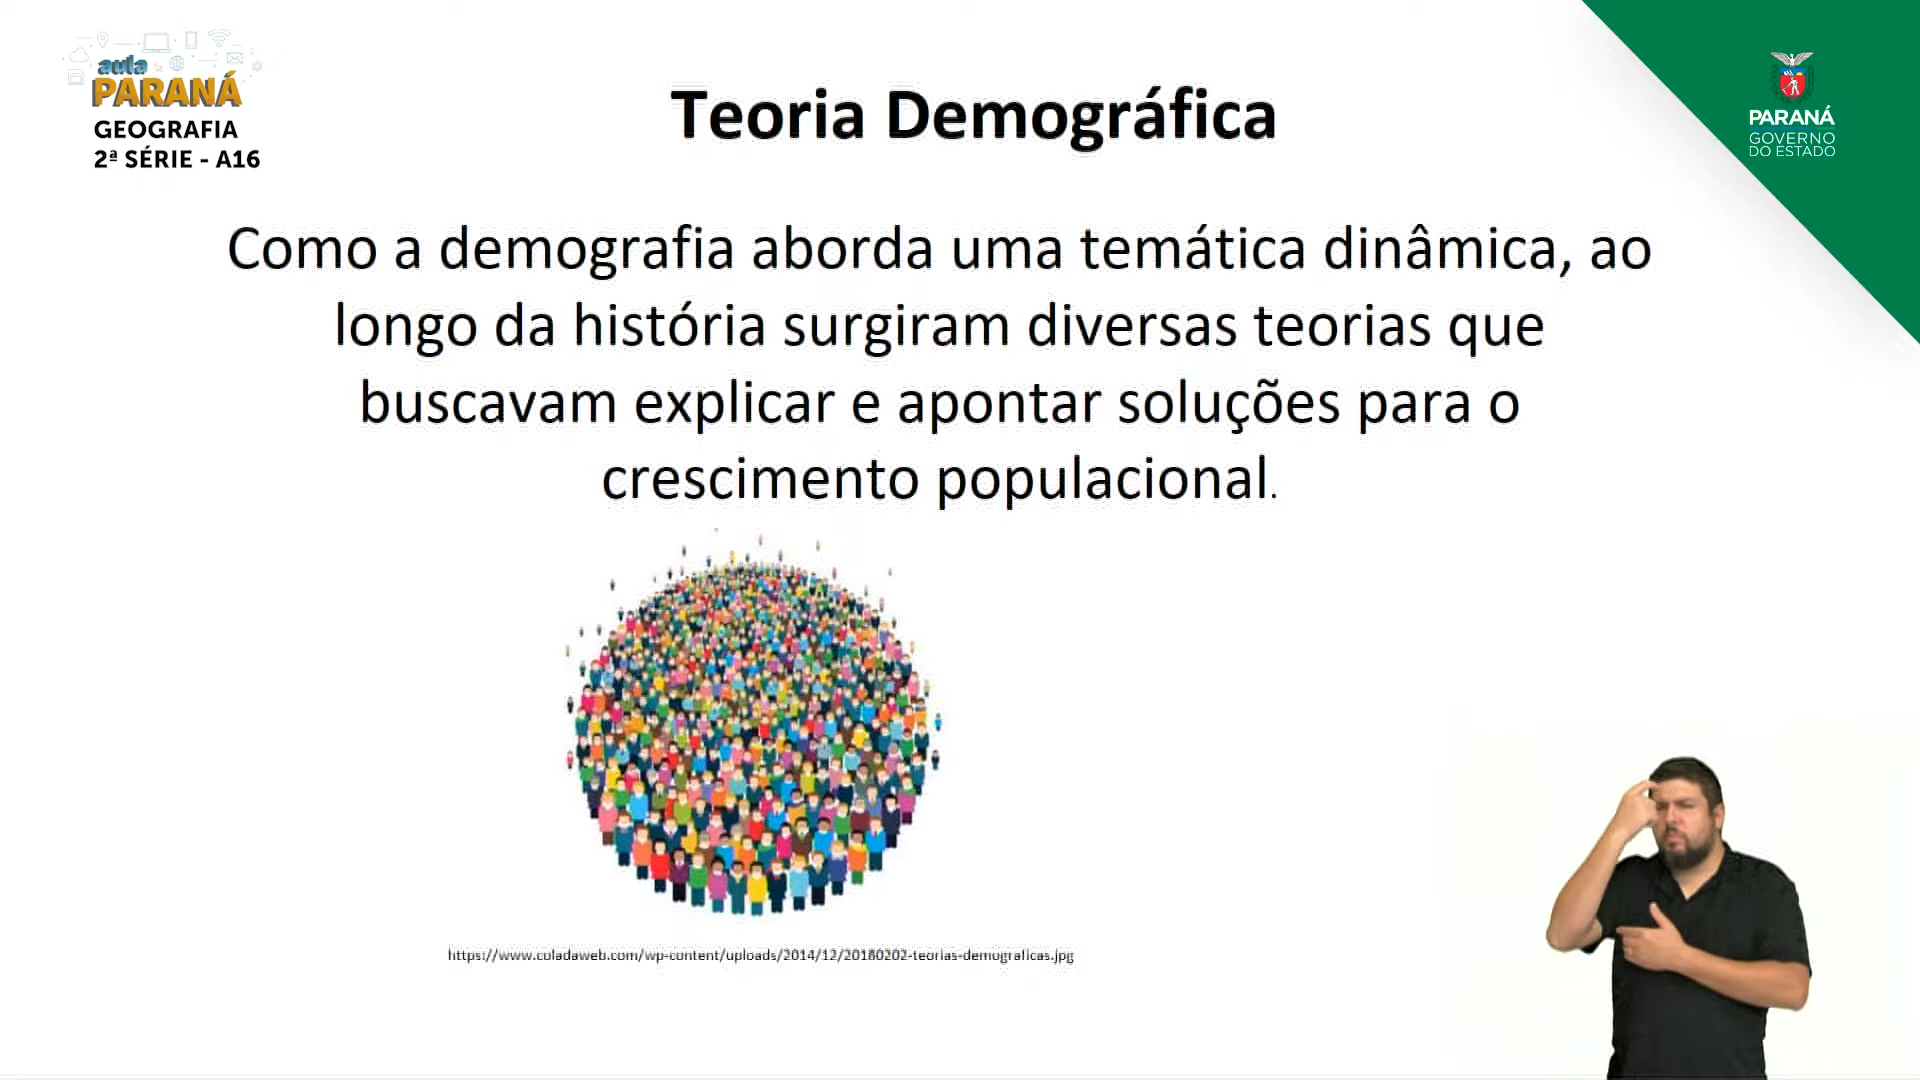 aula
PARANÁ
GEOGRAFIA
2ª SÉRIE - A16
Teoria Demográfica
PARANÁ
GOVERNO
DO ESTADO
Como a demografia aborda uma temática dinâmica, ao
longo da história surgiram diversas teorias que
buscavam explicar e apontar soluções para o
crescimento populacional.
https://www.coladaweb.com/wp-content/uploads/2014/12/20160202-teorias-demograficas.jpg